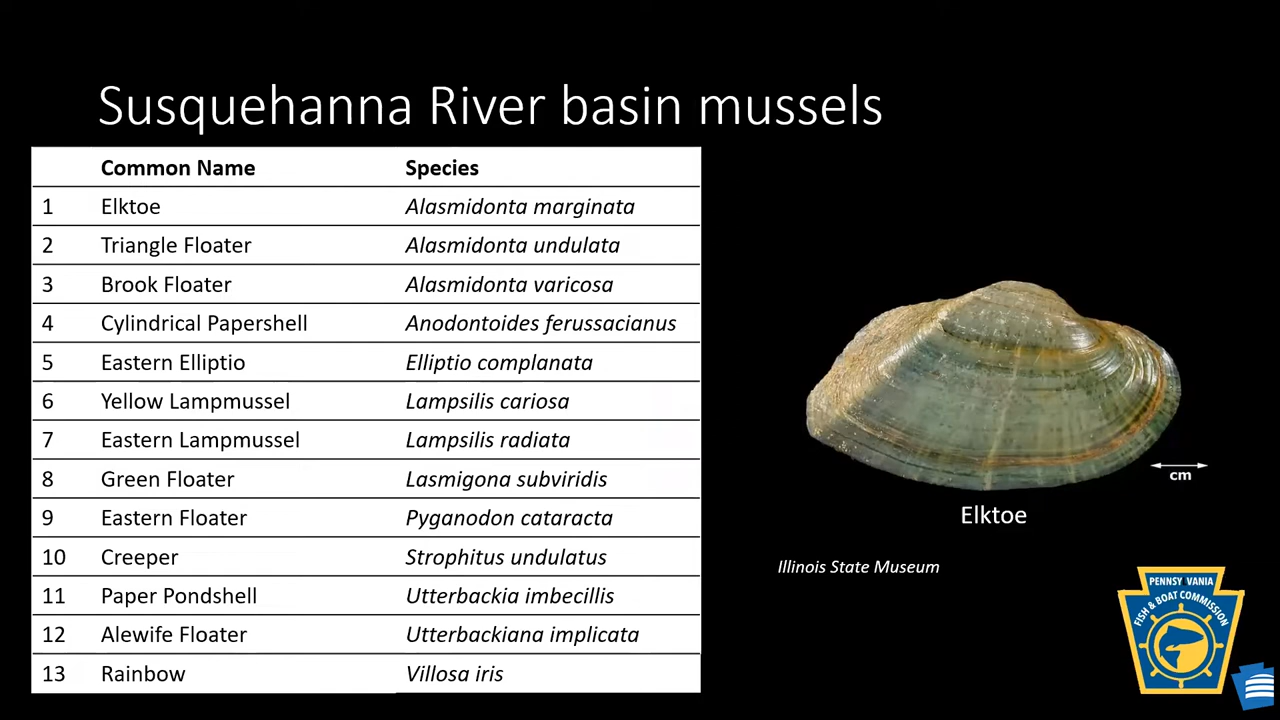 Susquehanna River basin mussels
Common Name Species
1 Elktoe Alasmidonta marginata
2 Triangle Floater Alasmidonta undulata
3 Brook Floater Alasmidonta varicosa
4 Cylindrical Papershell Anodontoides ferussacianus
5 Eastern Elliptio Elliptio complanata
6 Yellow Lampmussel Lampsilis cariosa
7 Eastern Lampmussel Lampsilis radiata
8 Green Floater Lasmigona subviridis
9 Eastern Floater Pyganodon cataracta
10 Creeper Strophitus undulatus
11 Paper Pondshell Utterbackia imbecillis
12 Alewife Floater Utterbackiana implicata
13 Rainbow Villosa iris
cm
Elktoe
Illinois State Museum
PENNSYLVANIA
FISH & BOAT COMMISSION